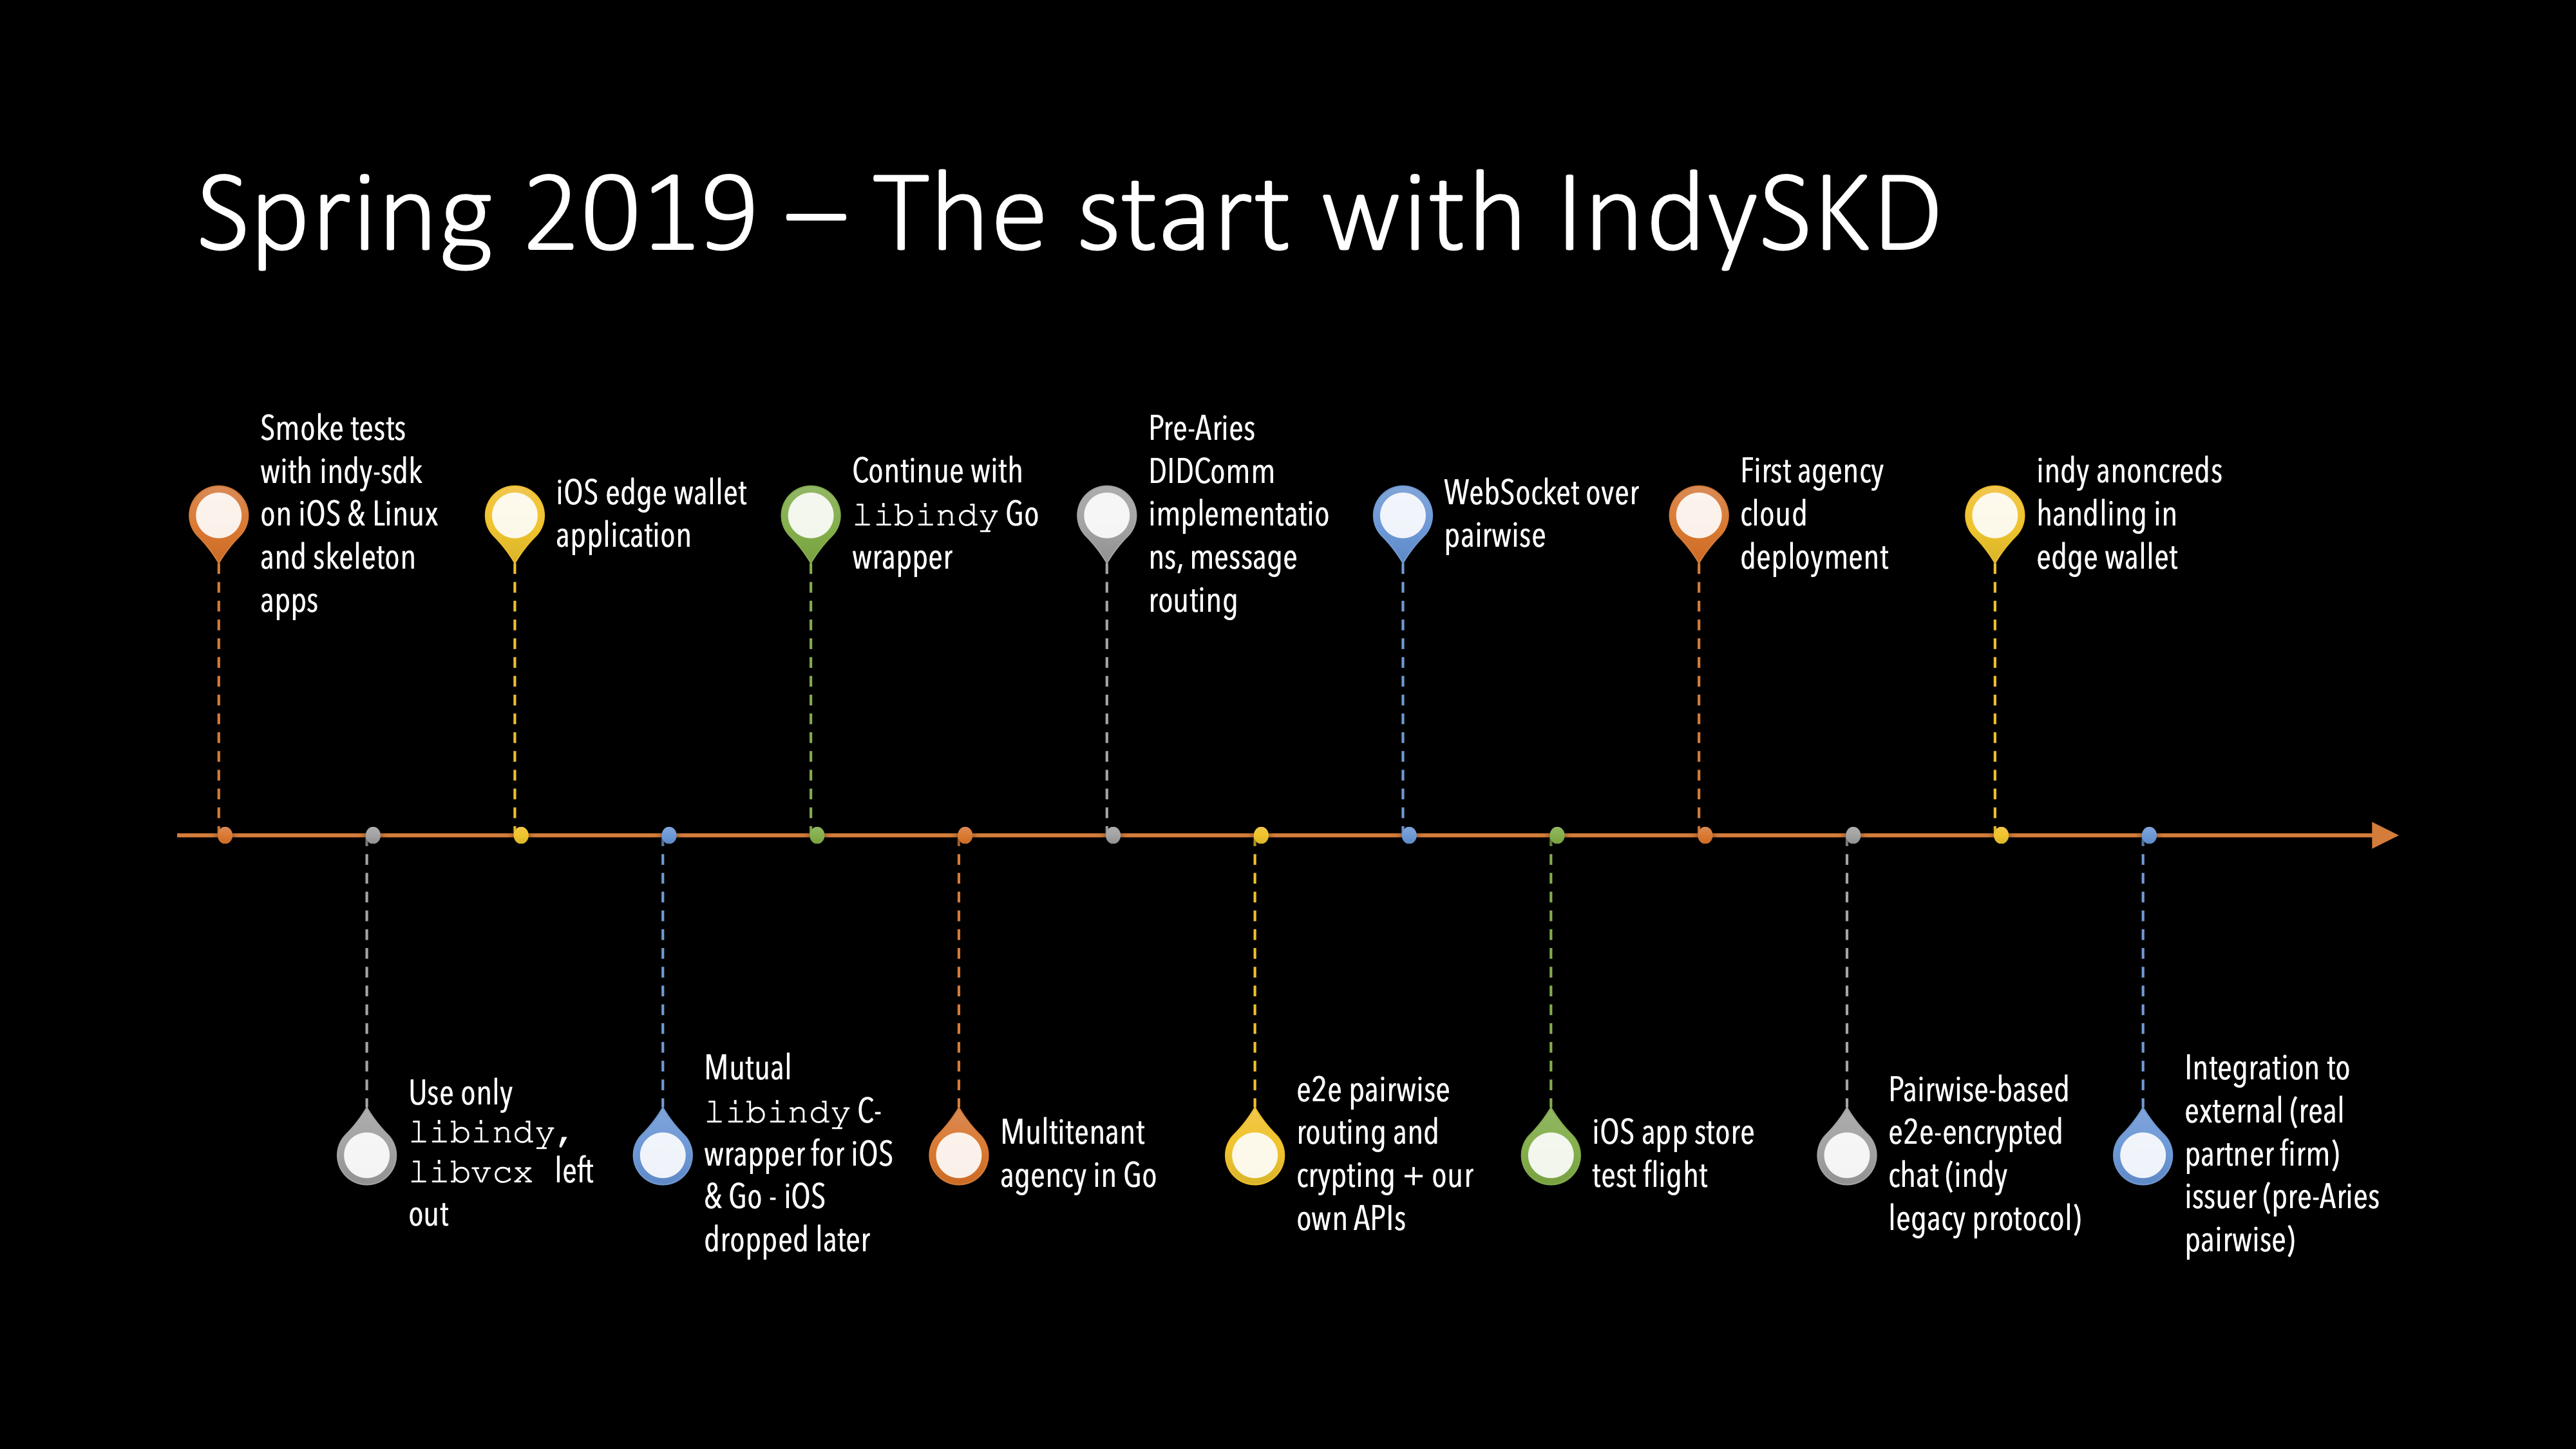 Spring 2019 – The start with IndySKD
Smoke tests
with indy-sdk
on iOS & Linux
and skeleton
apps
iOS edge wallet
application
Continue with
libindy Go
wrapper
Pre-Aries
DIDComm
implementatio
ns, message
routing
WebSocket over
pairwise
First agency
cloud
deployment
indy anoncreds
handling in
edge wallet
Use only
libindy,
libvcx left
out
Mutual
libindy C-
wrapper for iOS
& Go - iOS
dropped later
Multitenant
agency in Go
e2e pairwise
routing and
crypting + our
own APIs
iOS app store
test flight
Pairwise-based
e2e-encrypted
chat (indy
legacy protocol)
Integration to
external (real
partner firm)
issuer (pre-Aries
pairwise)